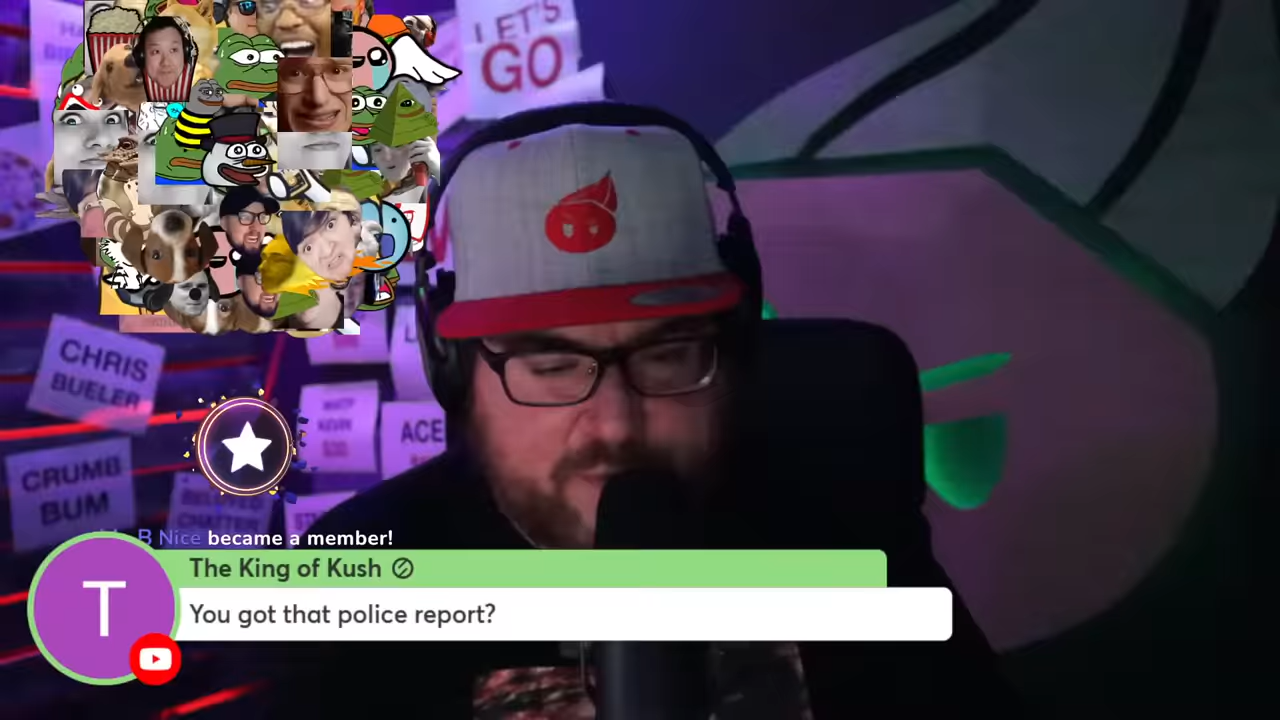 LET'S
GO
CHRIS
BUELER
ACE
CRUMB
BUM
B Nice became a member!
The King of Kush
T
You got that police report?